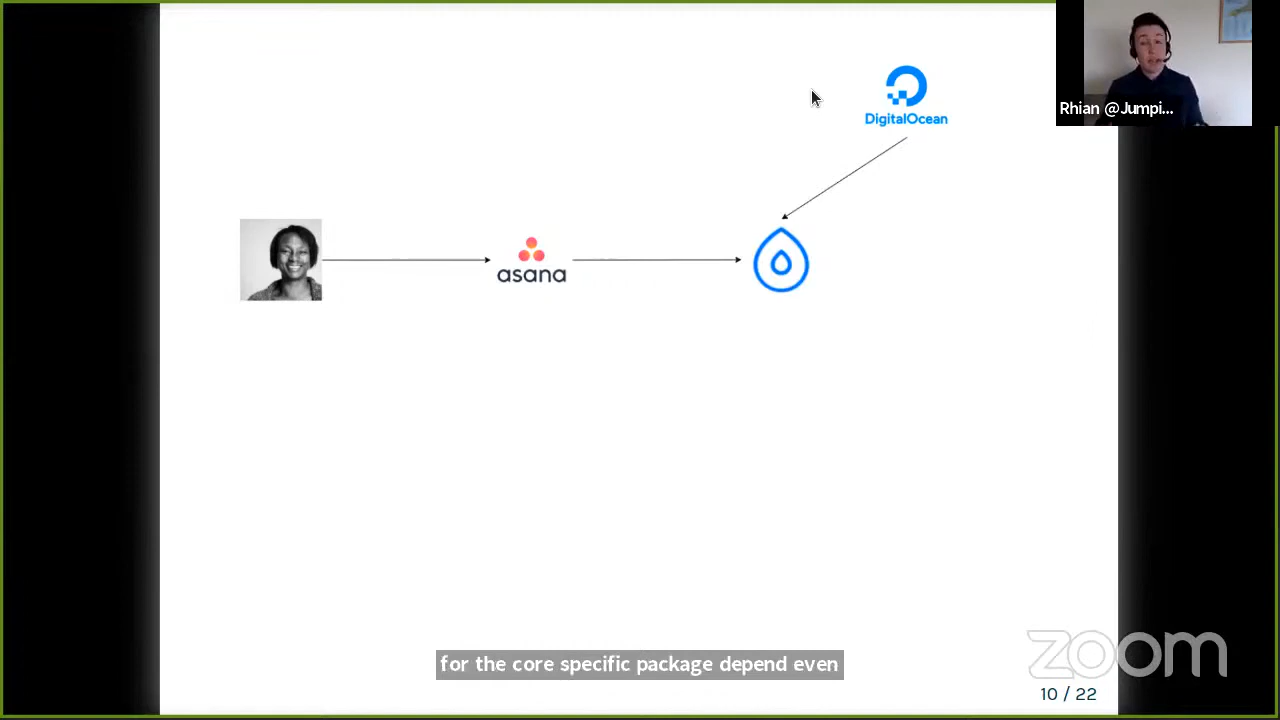 DigitalOcean
Rhian @Jumpi...
asana
for the core specific package depend even
zoom
10 / 22